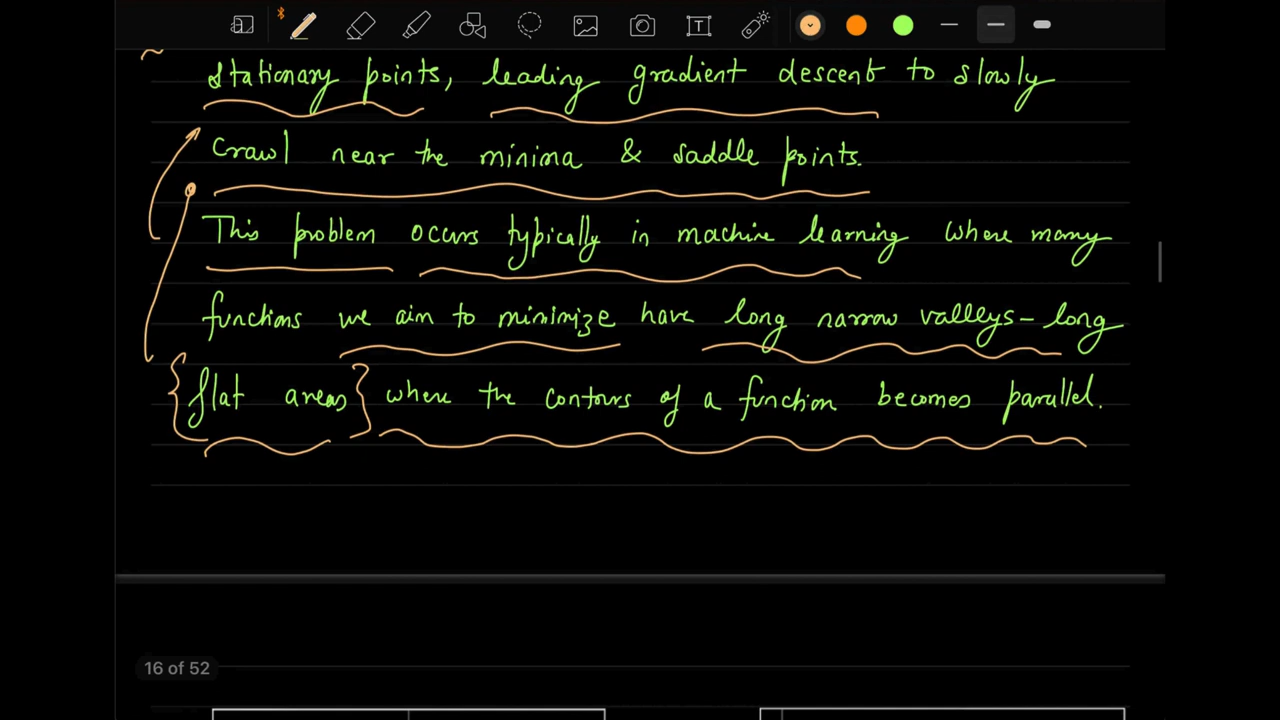 stationary points, leading gradient descent to slowly
crawl near the minima & saddle points.
This problem occurs typically in machine learning where many
functions we aim to minimize have long narrow valleys - long
flat areas where the contours of a function becomes parallel.
16 of 52